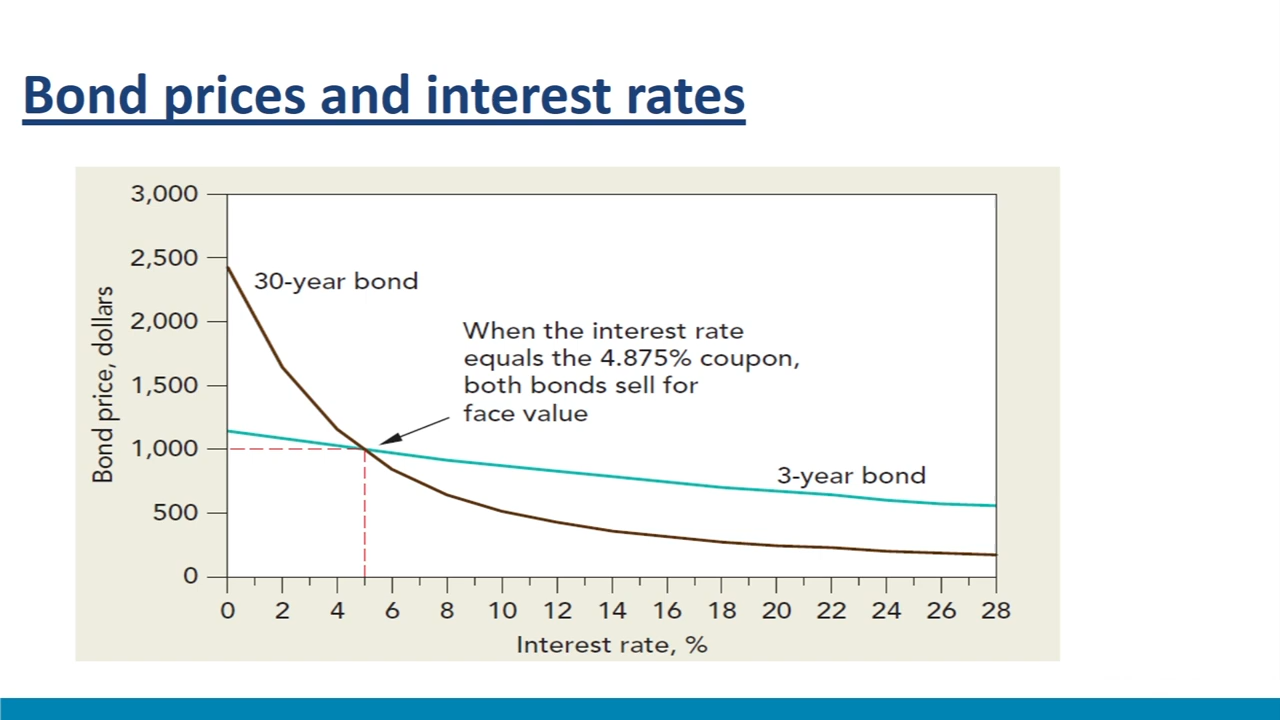 Bond prices and interest rates
3,000
2,500
30-year bond
2,000
When the interest rate
equals the 4.875% coupon,
both bonds sell for
face value
1,500
1,000
3-year bond
500
0
Bond price, dollars
0 2 4 6 8 10 12 14 16 18 20 22 24 26 28
Interest rate, %